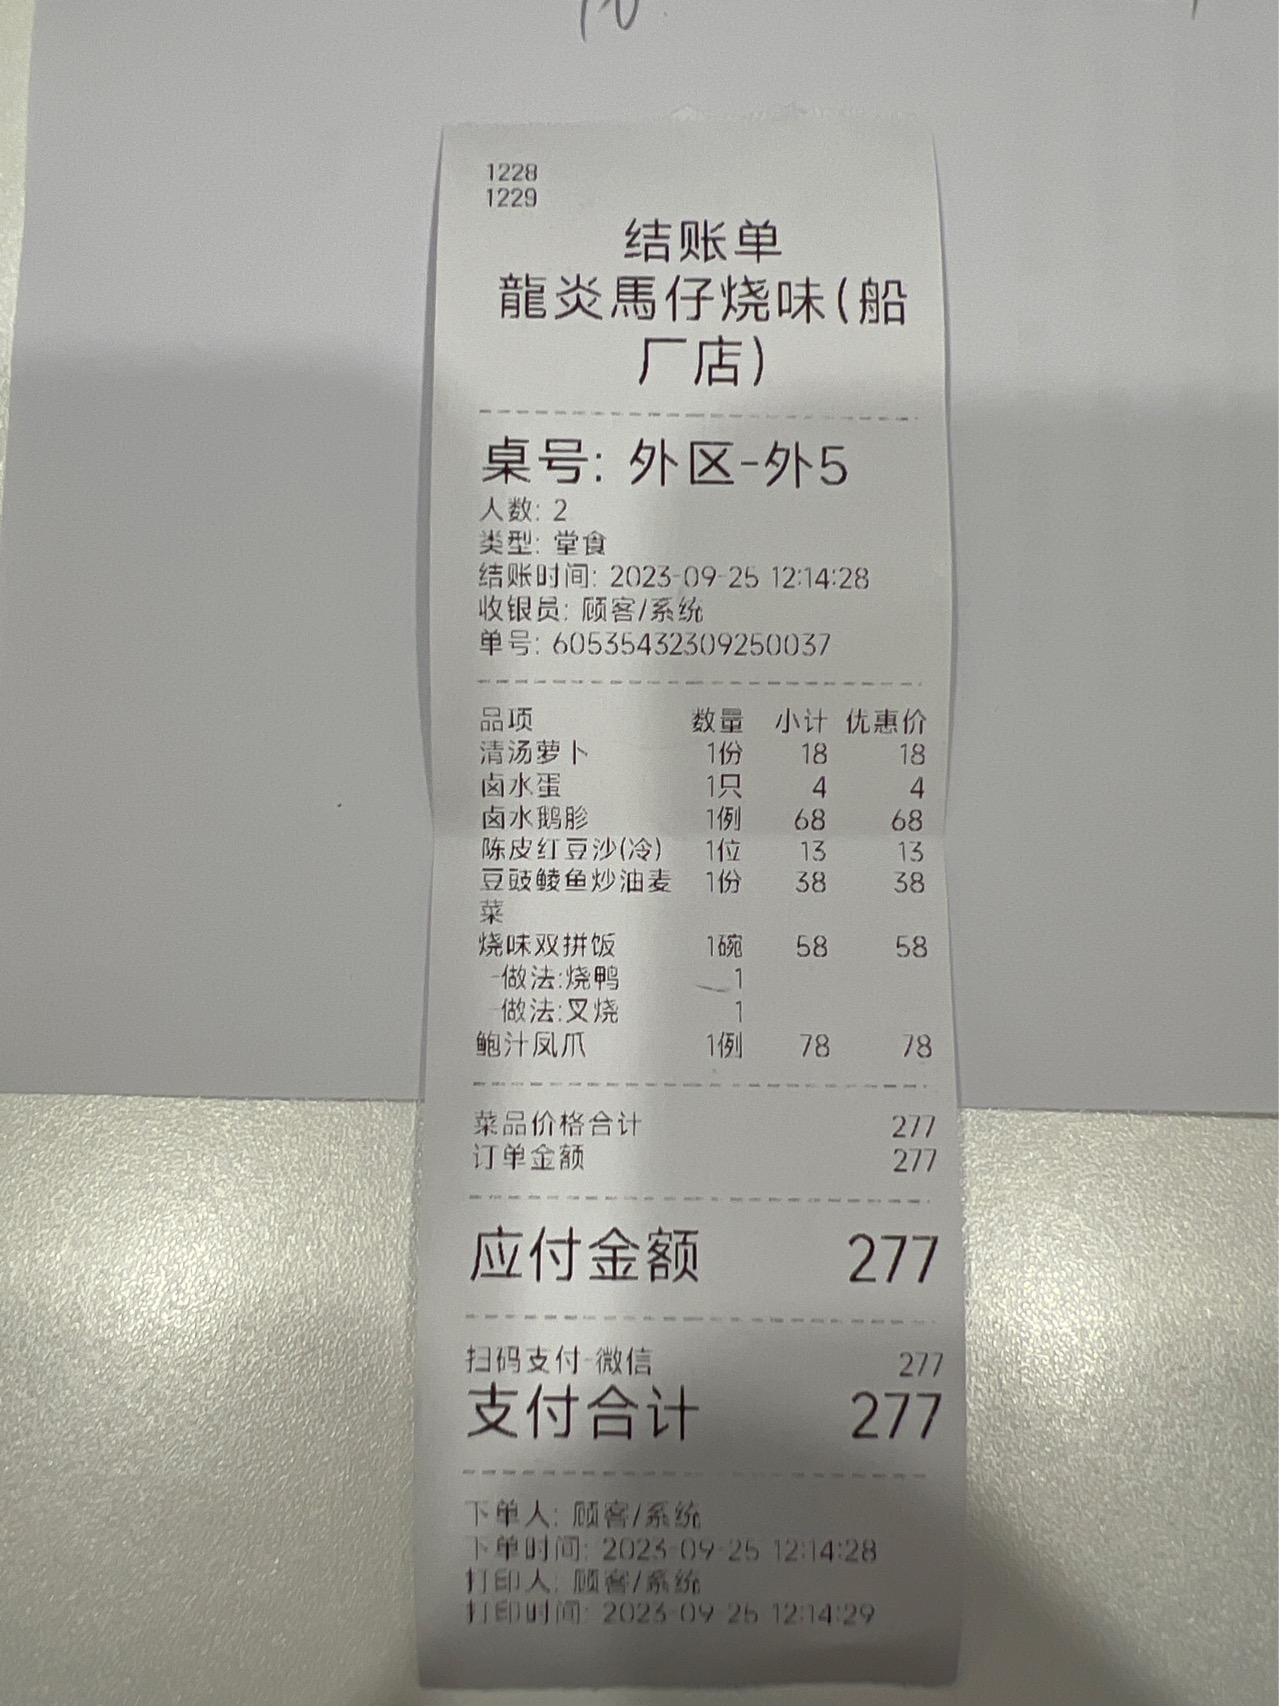 1228
1229
结账单
龍炎馬仔烧味(船
厂店)
桌号: 外区-外5
人数: 2
类型: 堂食
结账时间: 2023-09-25 12:14:28
收银员: 顾客/系统
单号: 60535432309250037
品项 数量 小计 优惠价
清汤萝卜 1份 18 18
卤水蛋 1只 4 4
卤水鹅胗 1例 68 68
陈皮红豆沙(冷) 1位 13 13
豆豉鲮鱼炒油麦 1份 38 38
菜
烧味双拼饭 1碗 58 58
-做法:烧鸭 1
-做法:叉烧 1
鲍汁凤爪 1例 78 78
菜品价格合计 277
订单金额 277
应付金额 277
扫码支付-微信 277
支付合计 277
下单人: 顾客/系统
下单时间: 2023-09-25 12:14:28
打印人: 顾客/系统
打印时间: 2023-09-25 12:14:29